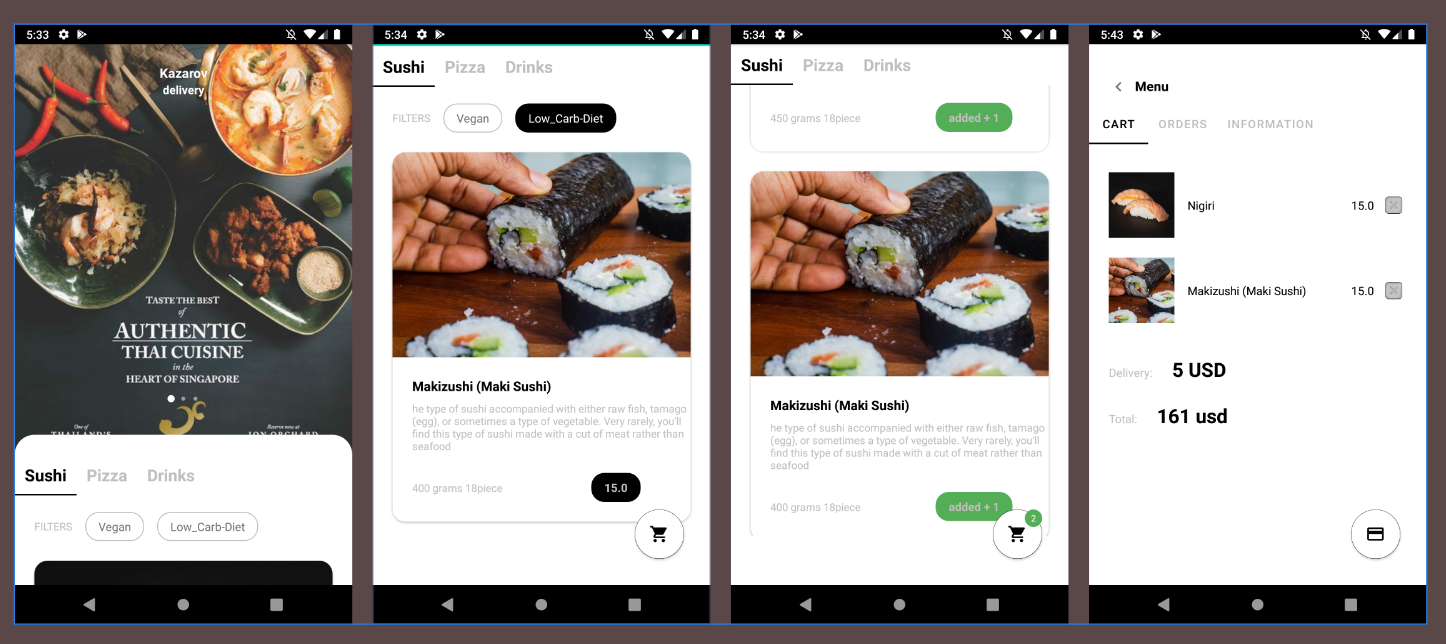 5:33
Kazarov
delivery
TASTE THE BEST
of
AUTHENTIC
THAI CUISINE
in the
HEART OF SINGAPORE
One of
THAILAND'S
Reserve now at
ION ORCHARD
Sushi Pizza Drinks
FILTERS Vegan Low_Carb-Diet
5:34
Sushi Pizza Drinks
FILTERS Vegan Low_Carb-Diet
Makizushi (Maki Sushi)
he type of sushi accompanied with either raw fish, tamago
(egg), or sometimes a type of vegetable. Very rarely, you'll
find this type of sushi made with a cut of meat rather than
seafood
400 grams 18piece 15.0
5:34
Sushi Pizza Drinks
450 grams 18piece added + 1
Makizushi (Maki Sushi)
he type of sushi accompanied with either raw fish, tamago
(egg), or sometimes a type of vegetable. Very rarely, you'll
find this type of sushi made with a cut of meat rather than
seafood
400 grams 18piece added + 1
2
5:43
Menu
CART ORDERS INFORMATION
Nigiri 15.0
Makizushi (Maki Sushi) 15.0
Delivery: 5 USD
Total: 161 usd